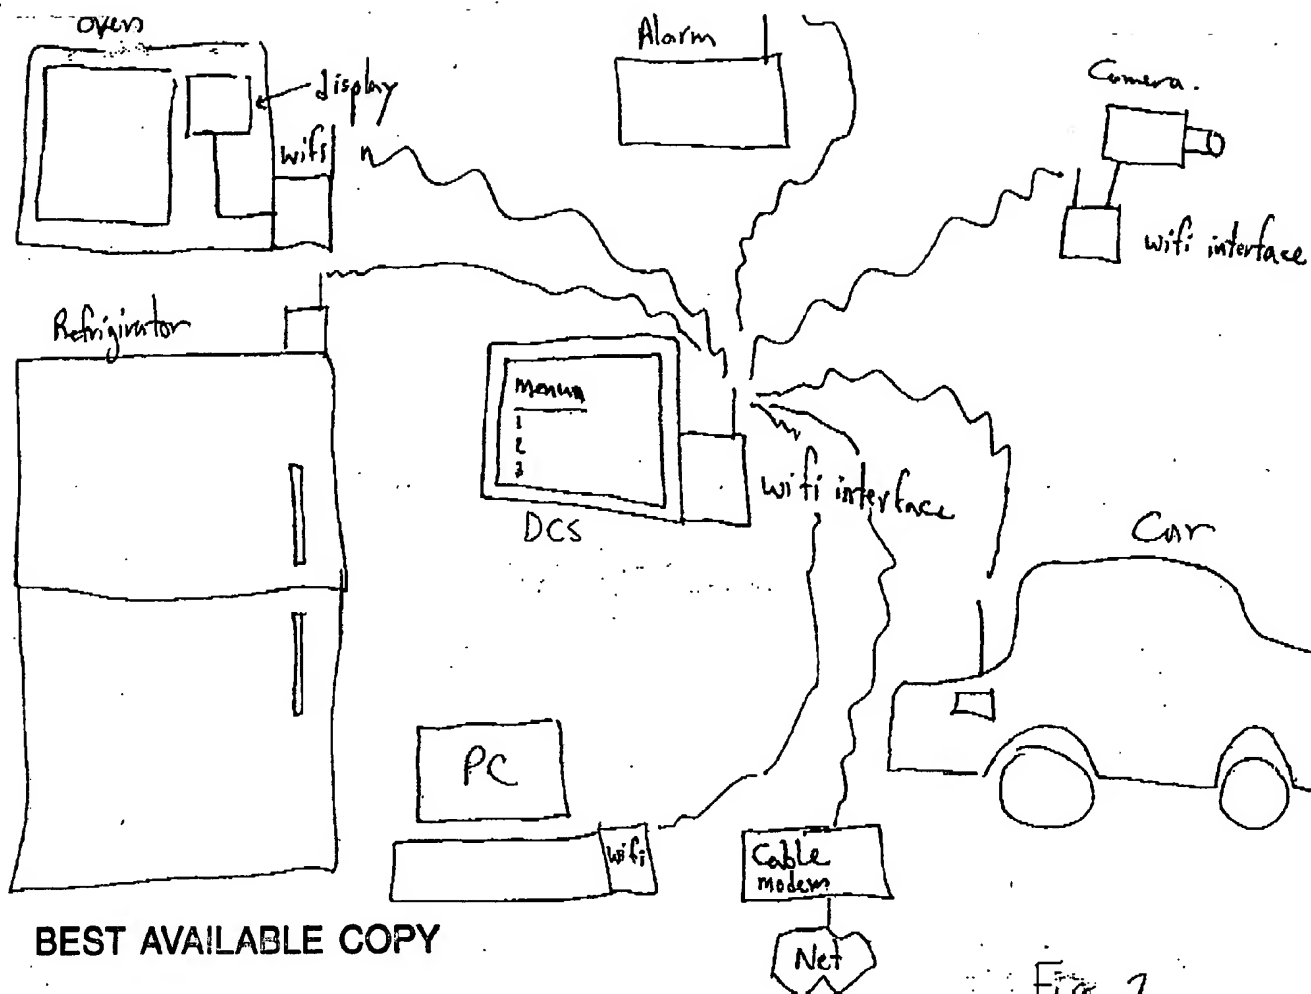 oven
display
wifi
Alarm
Camera.
wifi interface
Refrigirator
Menu
1
2
3
DCS
wifi interface
Car
PC
wifi
Cable
modem
Net
BEST AVAILABLE COPY
Fig.